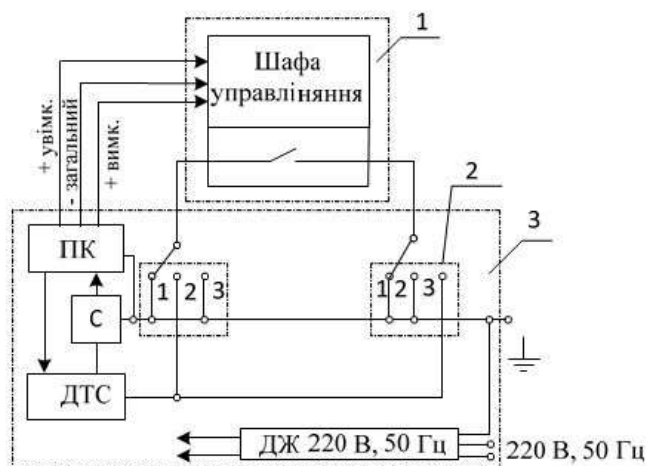 1
Шафа
управліняння
+ увімк.
- загальний
+ вимк.
2
3
ПК
1 2 3
1 2 3
С
ДТС
ДЖ 220 В, 50 Гц
220 В, 50 Гц